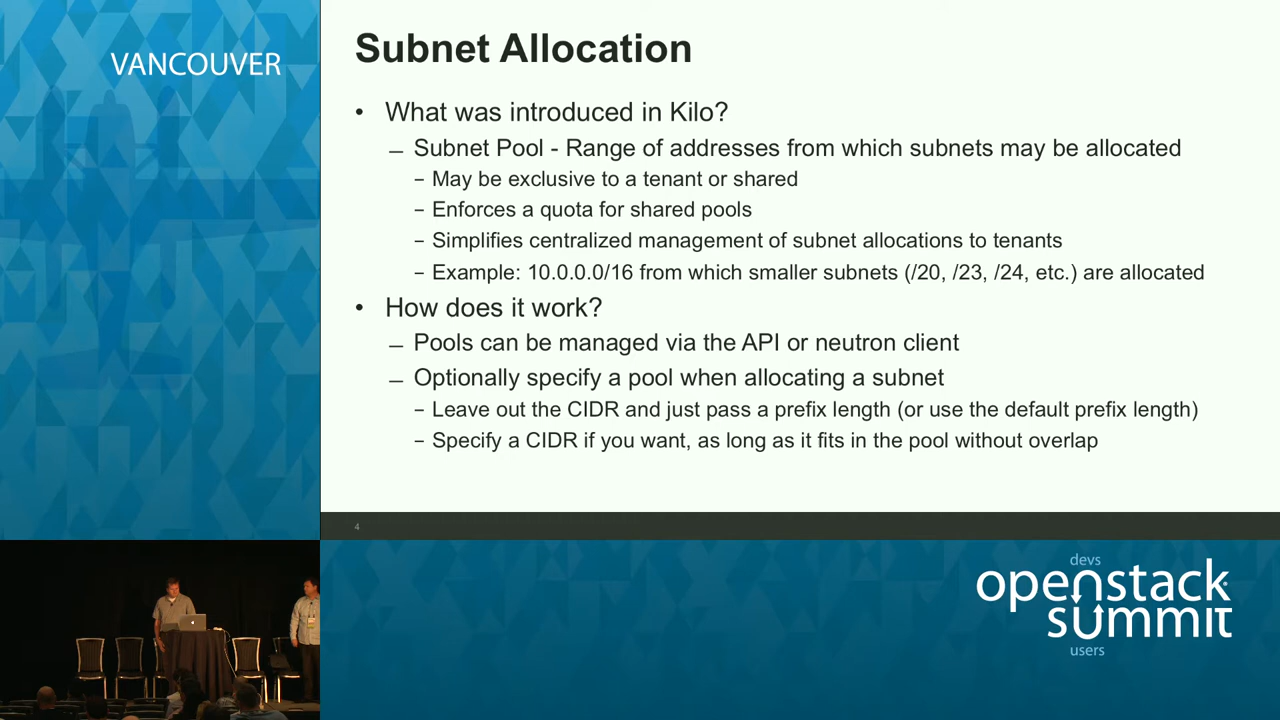 VANCOUVER
Subnet Allocation
• What was introduced in Kilo?
– Subnet Pool - Range of addresses from which subnets may be allocated
– May be exclusive to a tenant or shared
– Enforces a quota for shared pools
– Simplifies centralized management of subnet allocations to tenants
– Example: 10.0.0.0/16 from which smaller subnets (/20, /23, /24, etc.) are allocated
• How does it work?
– Pools can be managed via the API or neutron client
– Optionally specify a pool when allocating a subnet
– Leave out the CIDR and just pass a prefix length (or use the default prefix length)
– Specify a CIDR if you want, as long as it fits in the pool without overlap
4
devs
openstack
summit
users